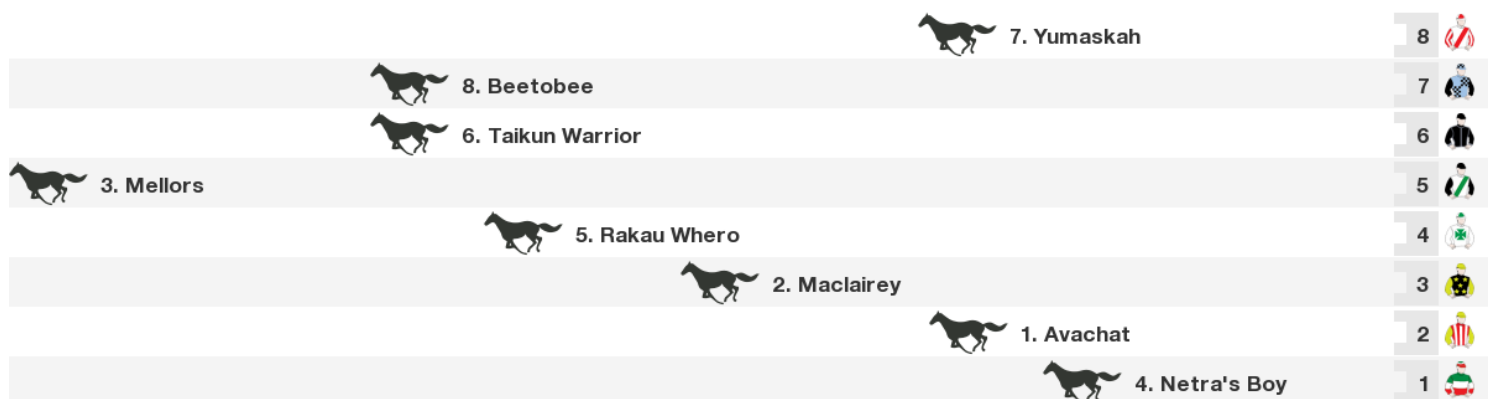 7. Yumaskah 8
8. Beetobee 7
6. Taikun Warrior 6
3. Mellors 5
5. Rakau Whero 4
2. Maclairey 3
1. Avachat 2
4. Netra's Boy 1